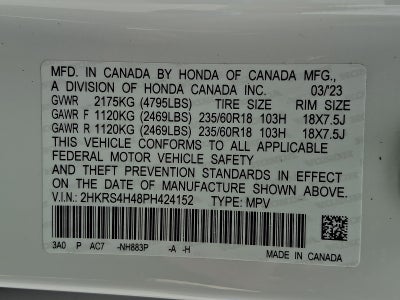 MFD. IN CANADA BY HONDA OF CANADA MFG.,
A DIVISION OF HONDA CANADA INC. 03/'23
GVWR 2175KG (4795LBS) TIRE SIZE RIM SIZE
GAWR F 1120KG (2469LBS) 235/60R18 103H 18X7.5J
GAWR R 1120KG (2469LBS) 235/60R18 103H 18X7.5J
THIS VEHICLE CONFORMS TO ALL APPLICABLE
FEDERAL MOTOR VEHICLE SAFETY
AND THEFT PREVENTION STANDARDS IN EFFECT ON
THE DATE OF MANUFACTURE SHOWN ABOVE.
V.I.N.: 2HKRS4H48PH424152 TYPE: MPV
3A0 P AC7 -NH883P -A -H
MADE IN CANADA